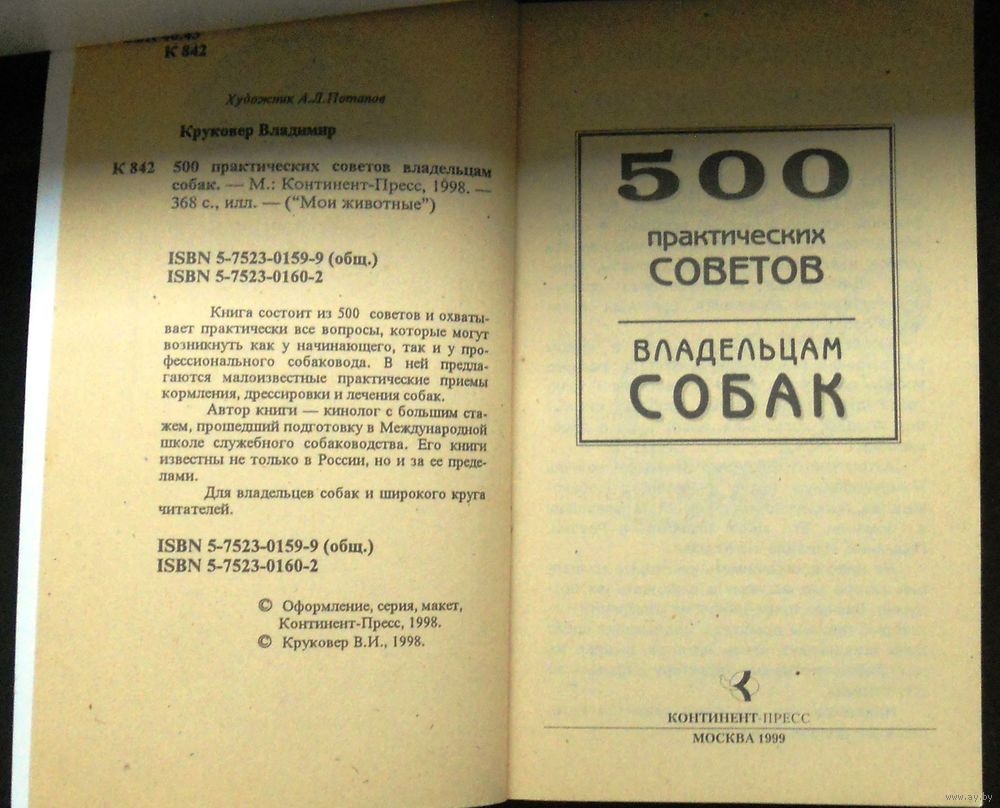 К 842
Художник А.Л.Потапов
Круковер Владимир
К 842 500 практических советов владельцам
собак. — М.: Континент-Пресс, 1998. —
368 с., илл. — (“Мои животные”)
ISBN 5-7523-0159-9 (общ.)
ISBN 5-7523-0160-2
Книга состоит из 500 советов и охваты-
вает практически все вопросы, которые могут
возникнуть как у начинающего, так и у про-
фессионального собаковода. В ней предла-
гаются малоизвестные практические приемы
кормления, дрессировки и лечения собак.
Автор книги — кинолог с большим ста-
жем, прошедший подготовку в Международной
школе служебного собаководства. Его книги
известны не только в России, но и за ее преде-
лами.
Для владельцев собак и широкого круга
читателей.
ISBN 5-7523-0159-9 (общ.)
ISBN 5-7523-0160-2
© Оформление, серия, макет,
Континент-Пресс, 1998.
© Круковер В.И., 1998.
500
практических
СОВЕТОВ
ВЛАДЕЛЬЦАМ
СОБАК
КОНТИНЕНТ-ПРЕСС
МОСКВА 1999
www.ay.by